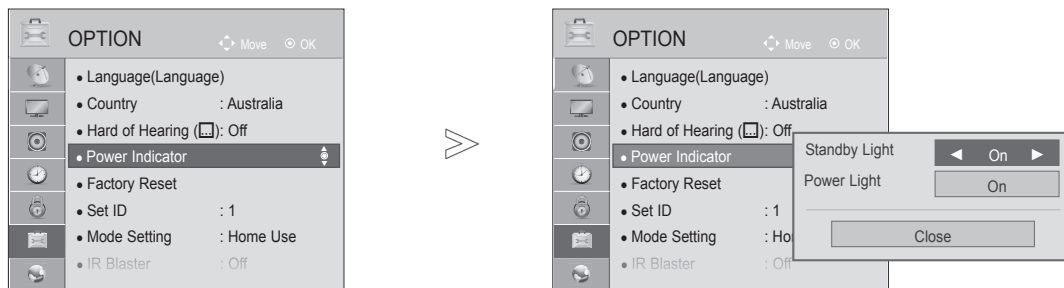 OPTION
Move OK
• Language(Language)
• Country : Australia
• Hard of Hearing (...): Off
• Power Indicator
• Factory Reset
• Set ID : 1
• Mode Setting : Home Use
• IR Blaster : Off
OPTION
Move OK
• Language(Language)
• Country : Australia
• Hard of Hearing (...): Off
• Power Indicator
• Factory Reset
• Set ID : 1
• Mode Setting : Ho
• IR Blaster : Off
Standby Light ◀ On ▶
Power Light On
Close